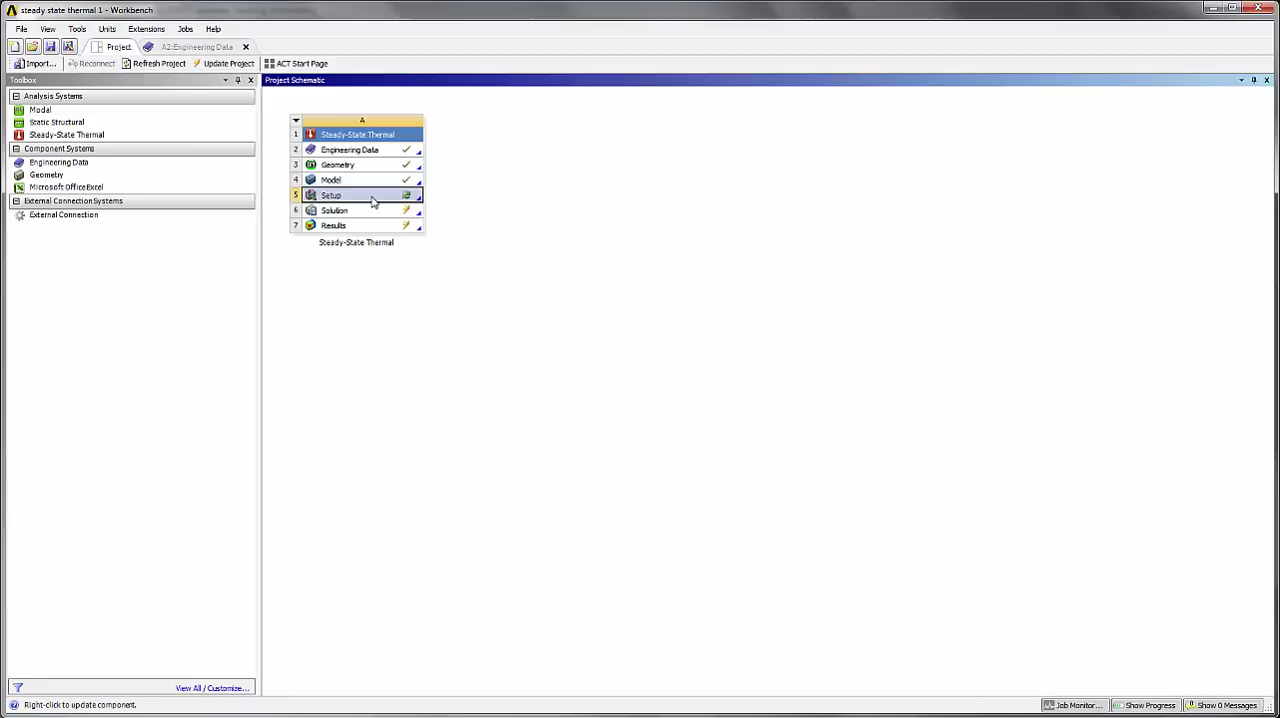 steady state thermal 1 - Workbench
File View Tools Units Extensions Jobs Help
Project A2:Engineering Data
Import... Reconnect Refresh Project Update Project ACT Start Page
Toolbox
Analysis Systems
Modal
Static Structural
Steady-State Thermal
Component Systems
Engineering Data
Geometry
Microsoft Office Excel
External Connection Systems
External Connection
View All / Customize...
Project Schematic
A
1 Steady-State Thermal
2 Engineering Data
3 Geometry
4 Model
5 Setup
6 Solution
7 Results
Steady-State Thermal
Right-click to update component.
Job Monitor... Show Progress Show 0 Messages